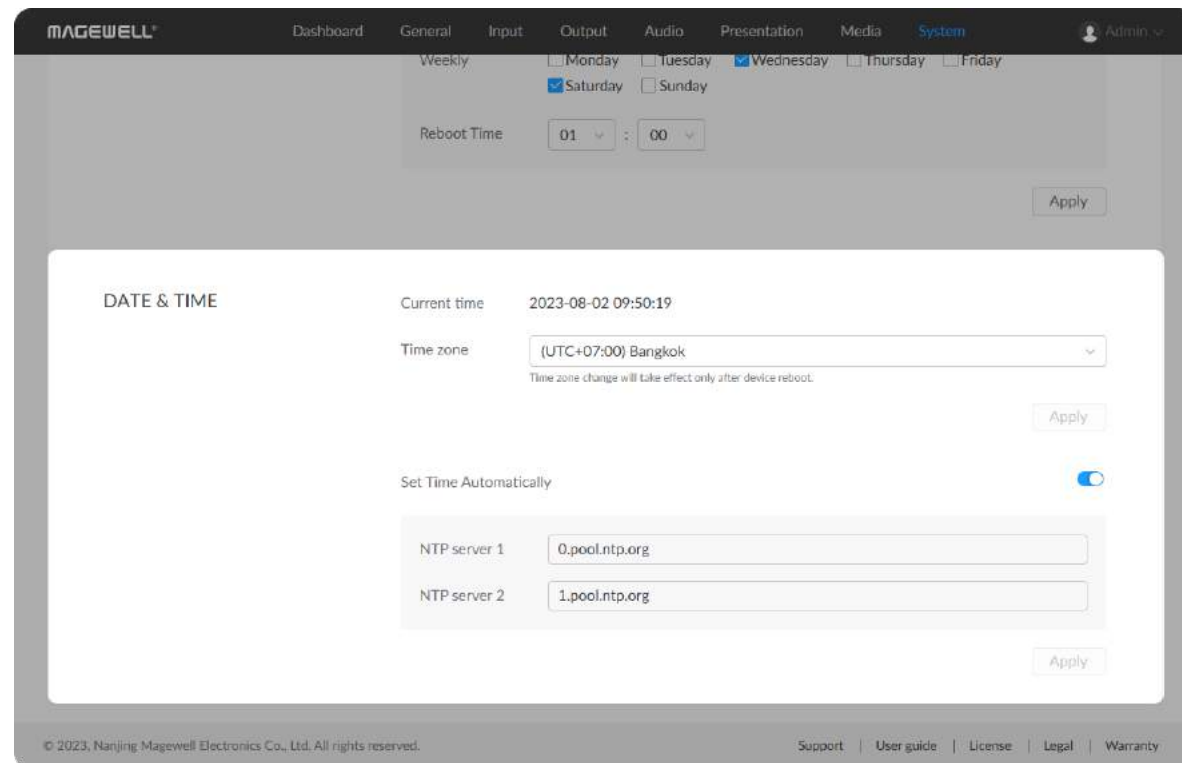 MAGEWELL® Dashboard General Input Output Audio Presentation Media System Admin
Weekly Monday Tuesday Wednesday Thursday Friday
Saturday Sunday
Reboot Time 01 : 00
Apply
DATE & TIME Current time 2023-08-02 09:50:19
Time zone (UTC+07:00) Bangkok
Time zone change will take effect only after device reboot.
Apply
Set Time Automatically
NTP server 1 0.pool.ntp.org
NTP server 2 1.pool.ntp.org
Apply
© 2023, Nanjing Magewell Electronics Co., Ltd. All rights reserved. Support | User guide | License | Legal | Warranty